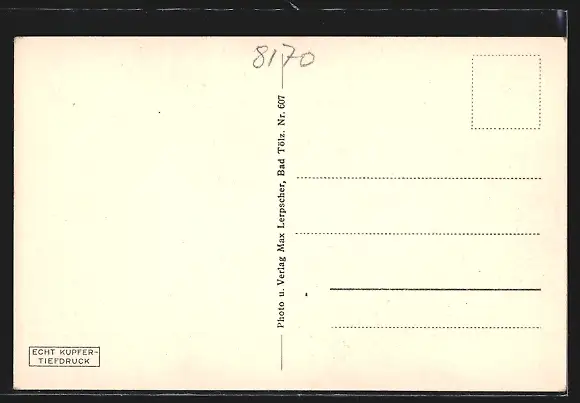 8170
Photo u. Verlag Max Lerpscher, Bad Tölz. Nr. 607
ECHT KUPFER-
TIEFDRUCK